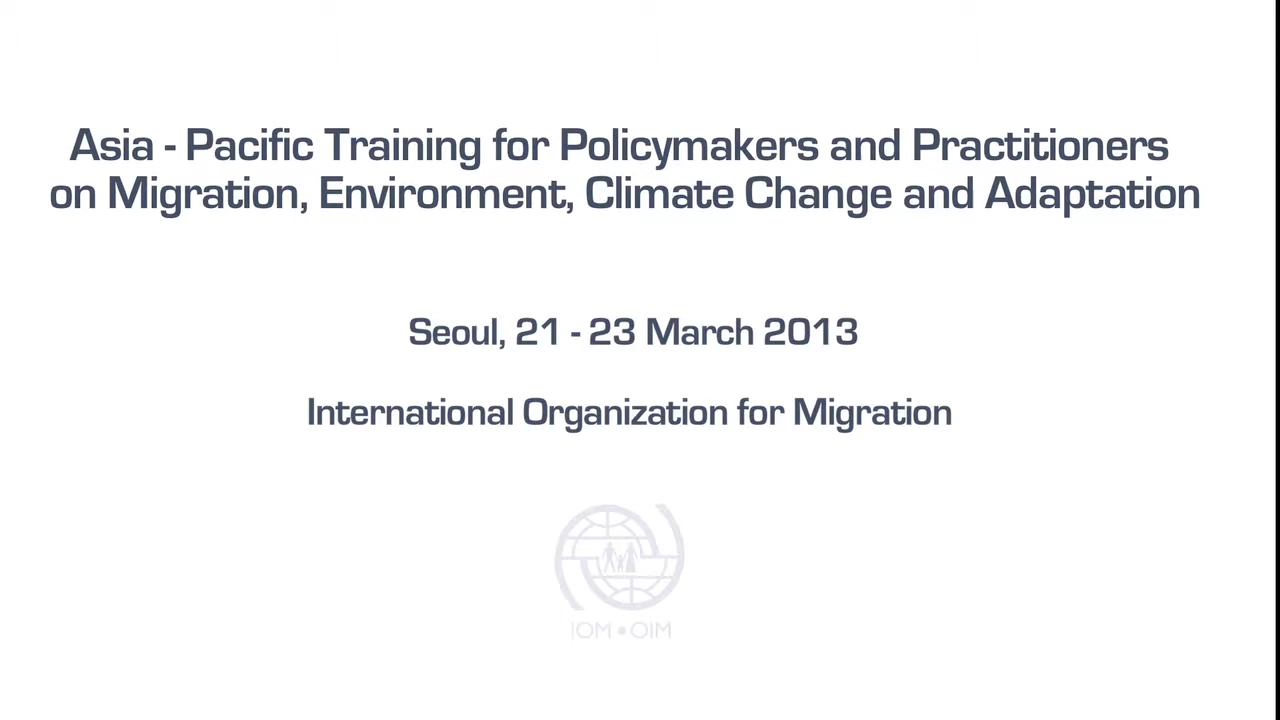 Asia - Pacific Training for Policymakers and Practitioners
on Migration, Environment, Climate Change and Adaptation
Seoul, 21 - 23 March 2013
International Organization for Migration
IOM • OIM